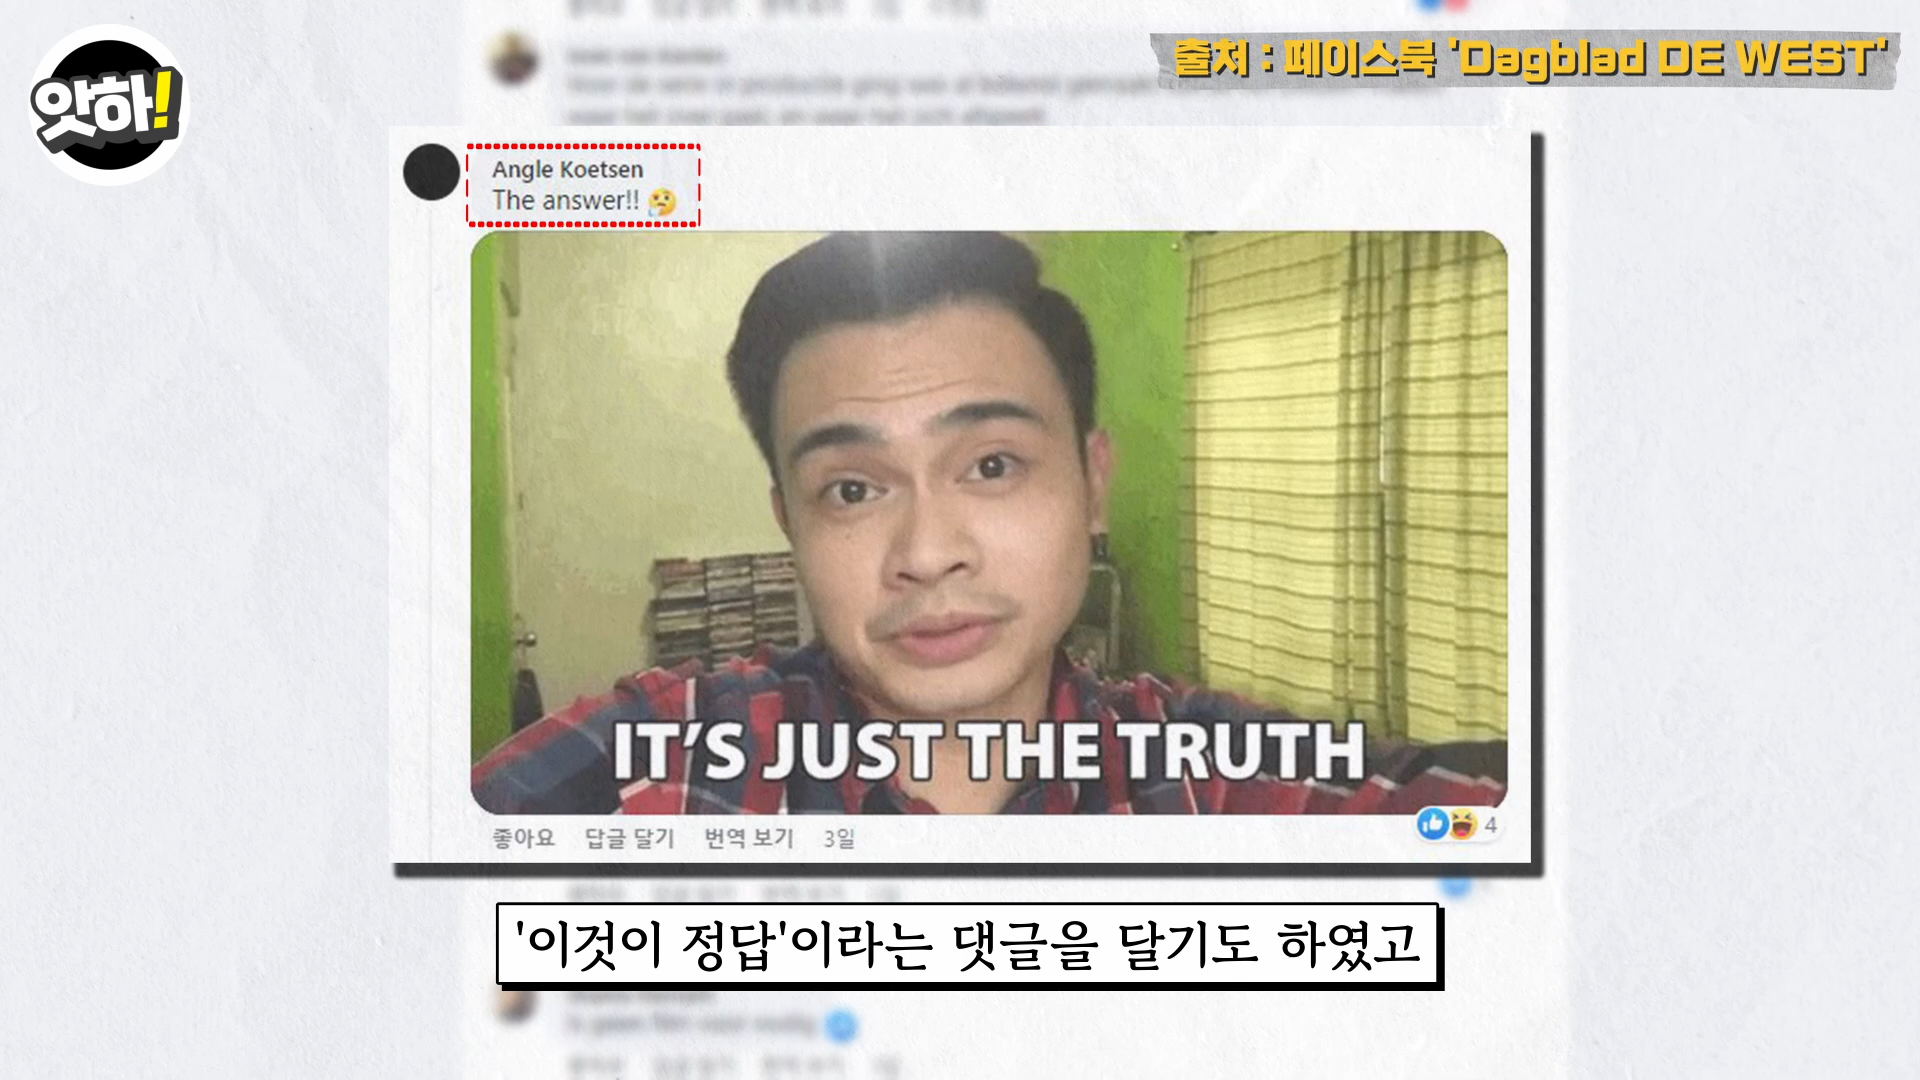 앗하!
출처 : 페이스북 'Dagblad DE WEST'
Angle Koetsen
The answer!! 🤔
IT'S JUST THE TRUTH
좋아요 답글 달기 번역 보기 3일
4
'이것이 정답'이라는 댓글을 달기도 하였고